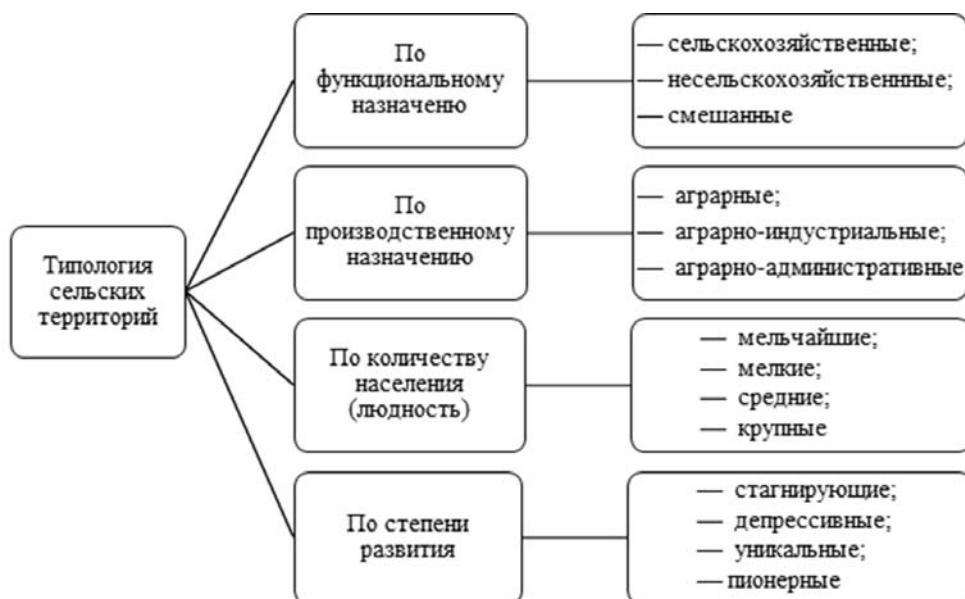 Типология
сельских
территорий
По
функциональному
назначеню
— сельскохозяйственные;
— несельскохозяйственнные;
— смешанные
По
производственному
назначению
— аграрные;
— аграрно-индустриальные;
— аграрно-административные
По количеству
населения
(людность)
— мельчайшие;
— мелкие;
— средние;
— крупные
По степени
развития
— стагнирующие;
— депрессивные;
— уникальные;
— пионерные